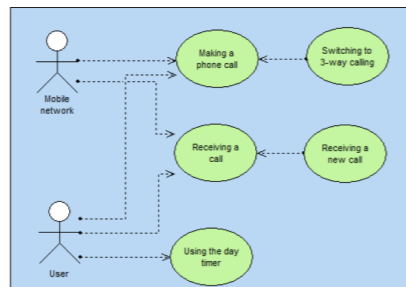 Making a
phone call
Switching to
3-way calling
Mobile
network
Receiving a
call
Receiving a
new call
Using the day
timer
User